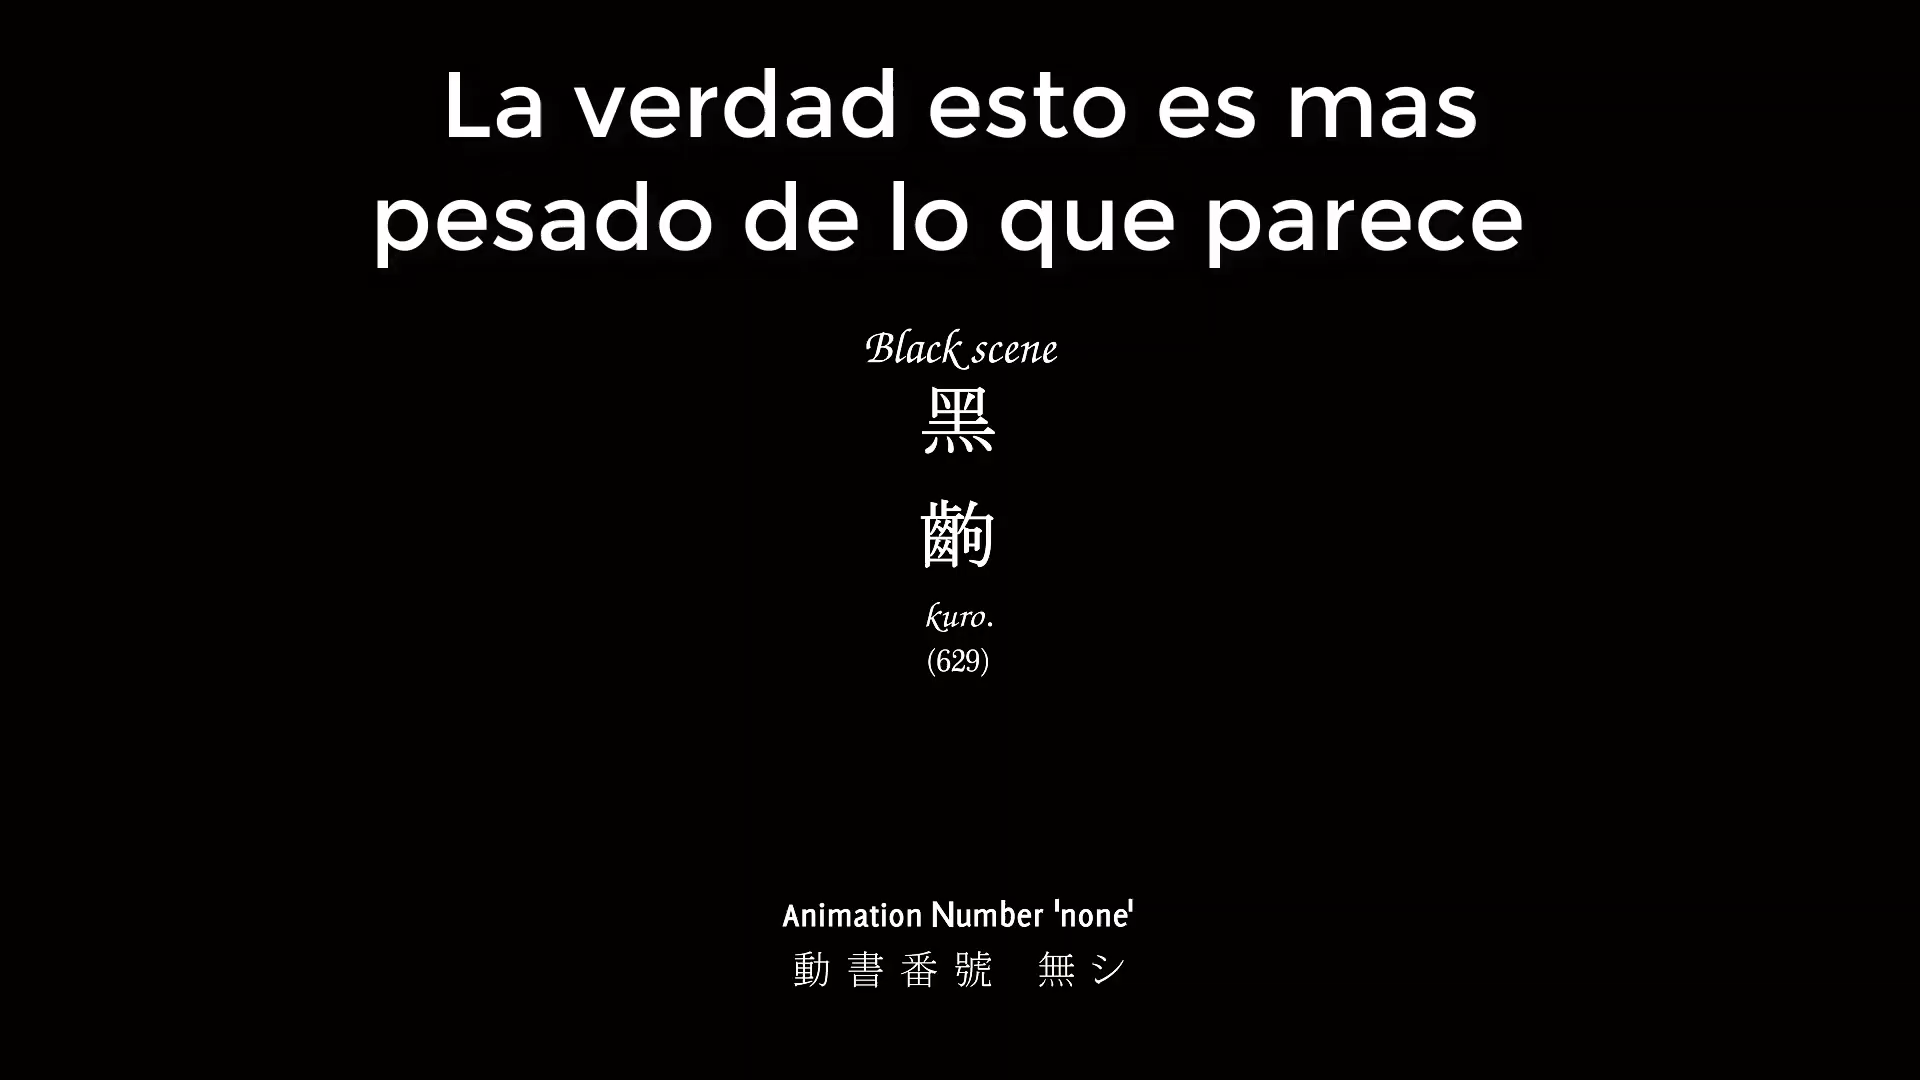 La verdad esto es mas
pesado de lo que parece
Black scene
黑
齣
kuro.
(629)
Animation Number 'none'
動書番號 無シ